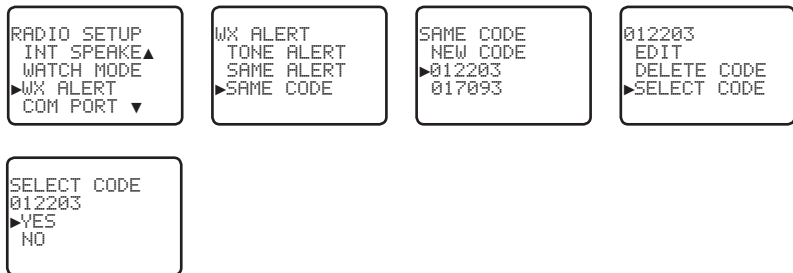 RADIO SETUP
INT SPEAKE▲
WATCH MODE
►WX ALERT
COM PORT ▼
WX ALERT
TONE ALERT
SAME ALERT
►SAME CODE
SAME CODE
NEW CODE
►012203
017093
012203
EDIT
DELETE CODE
►SELECT CODE
SELECT CODE
012203
►YES
NO